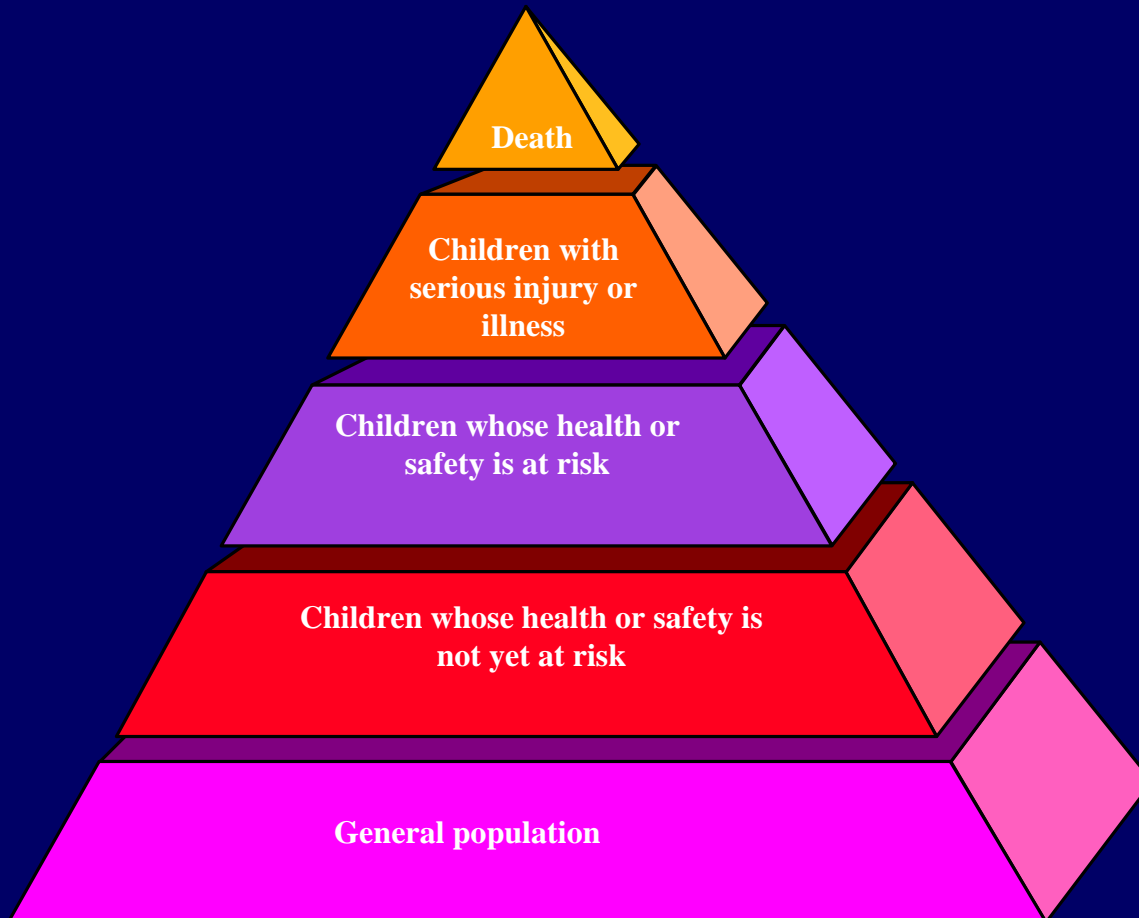 Death
Children with
serious injury or
illness
Children whose health or
safety is at risk
Children whose health or safety is
not yet at risk
General population